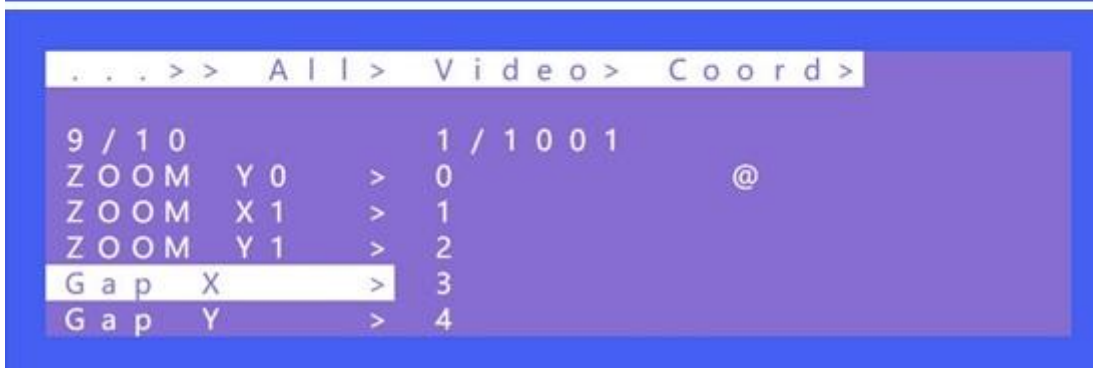 ...>> All> Video> Coord>
9/10 1/1001
ZOOM Y0 > 0 @
ZOOM X1 > 1
ZOOM Y1 > 2
Gap X > 3
Gap Y > 4